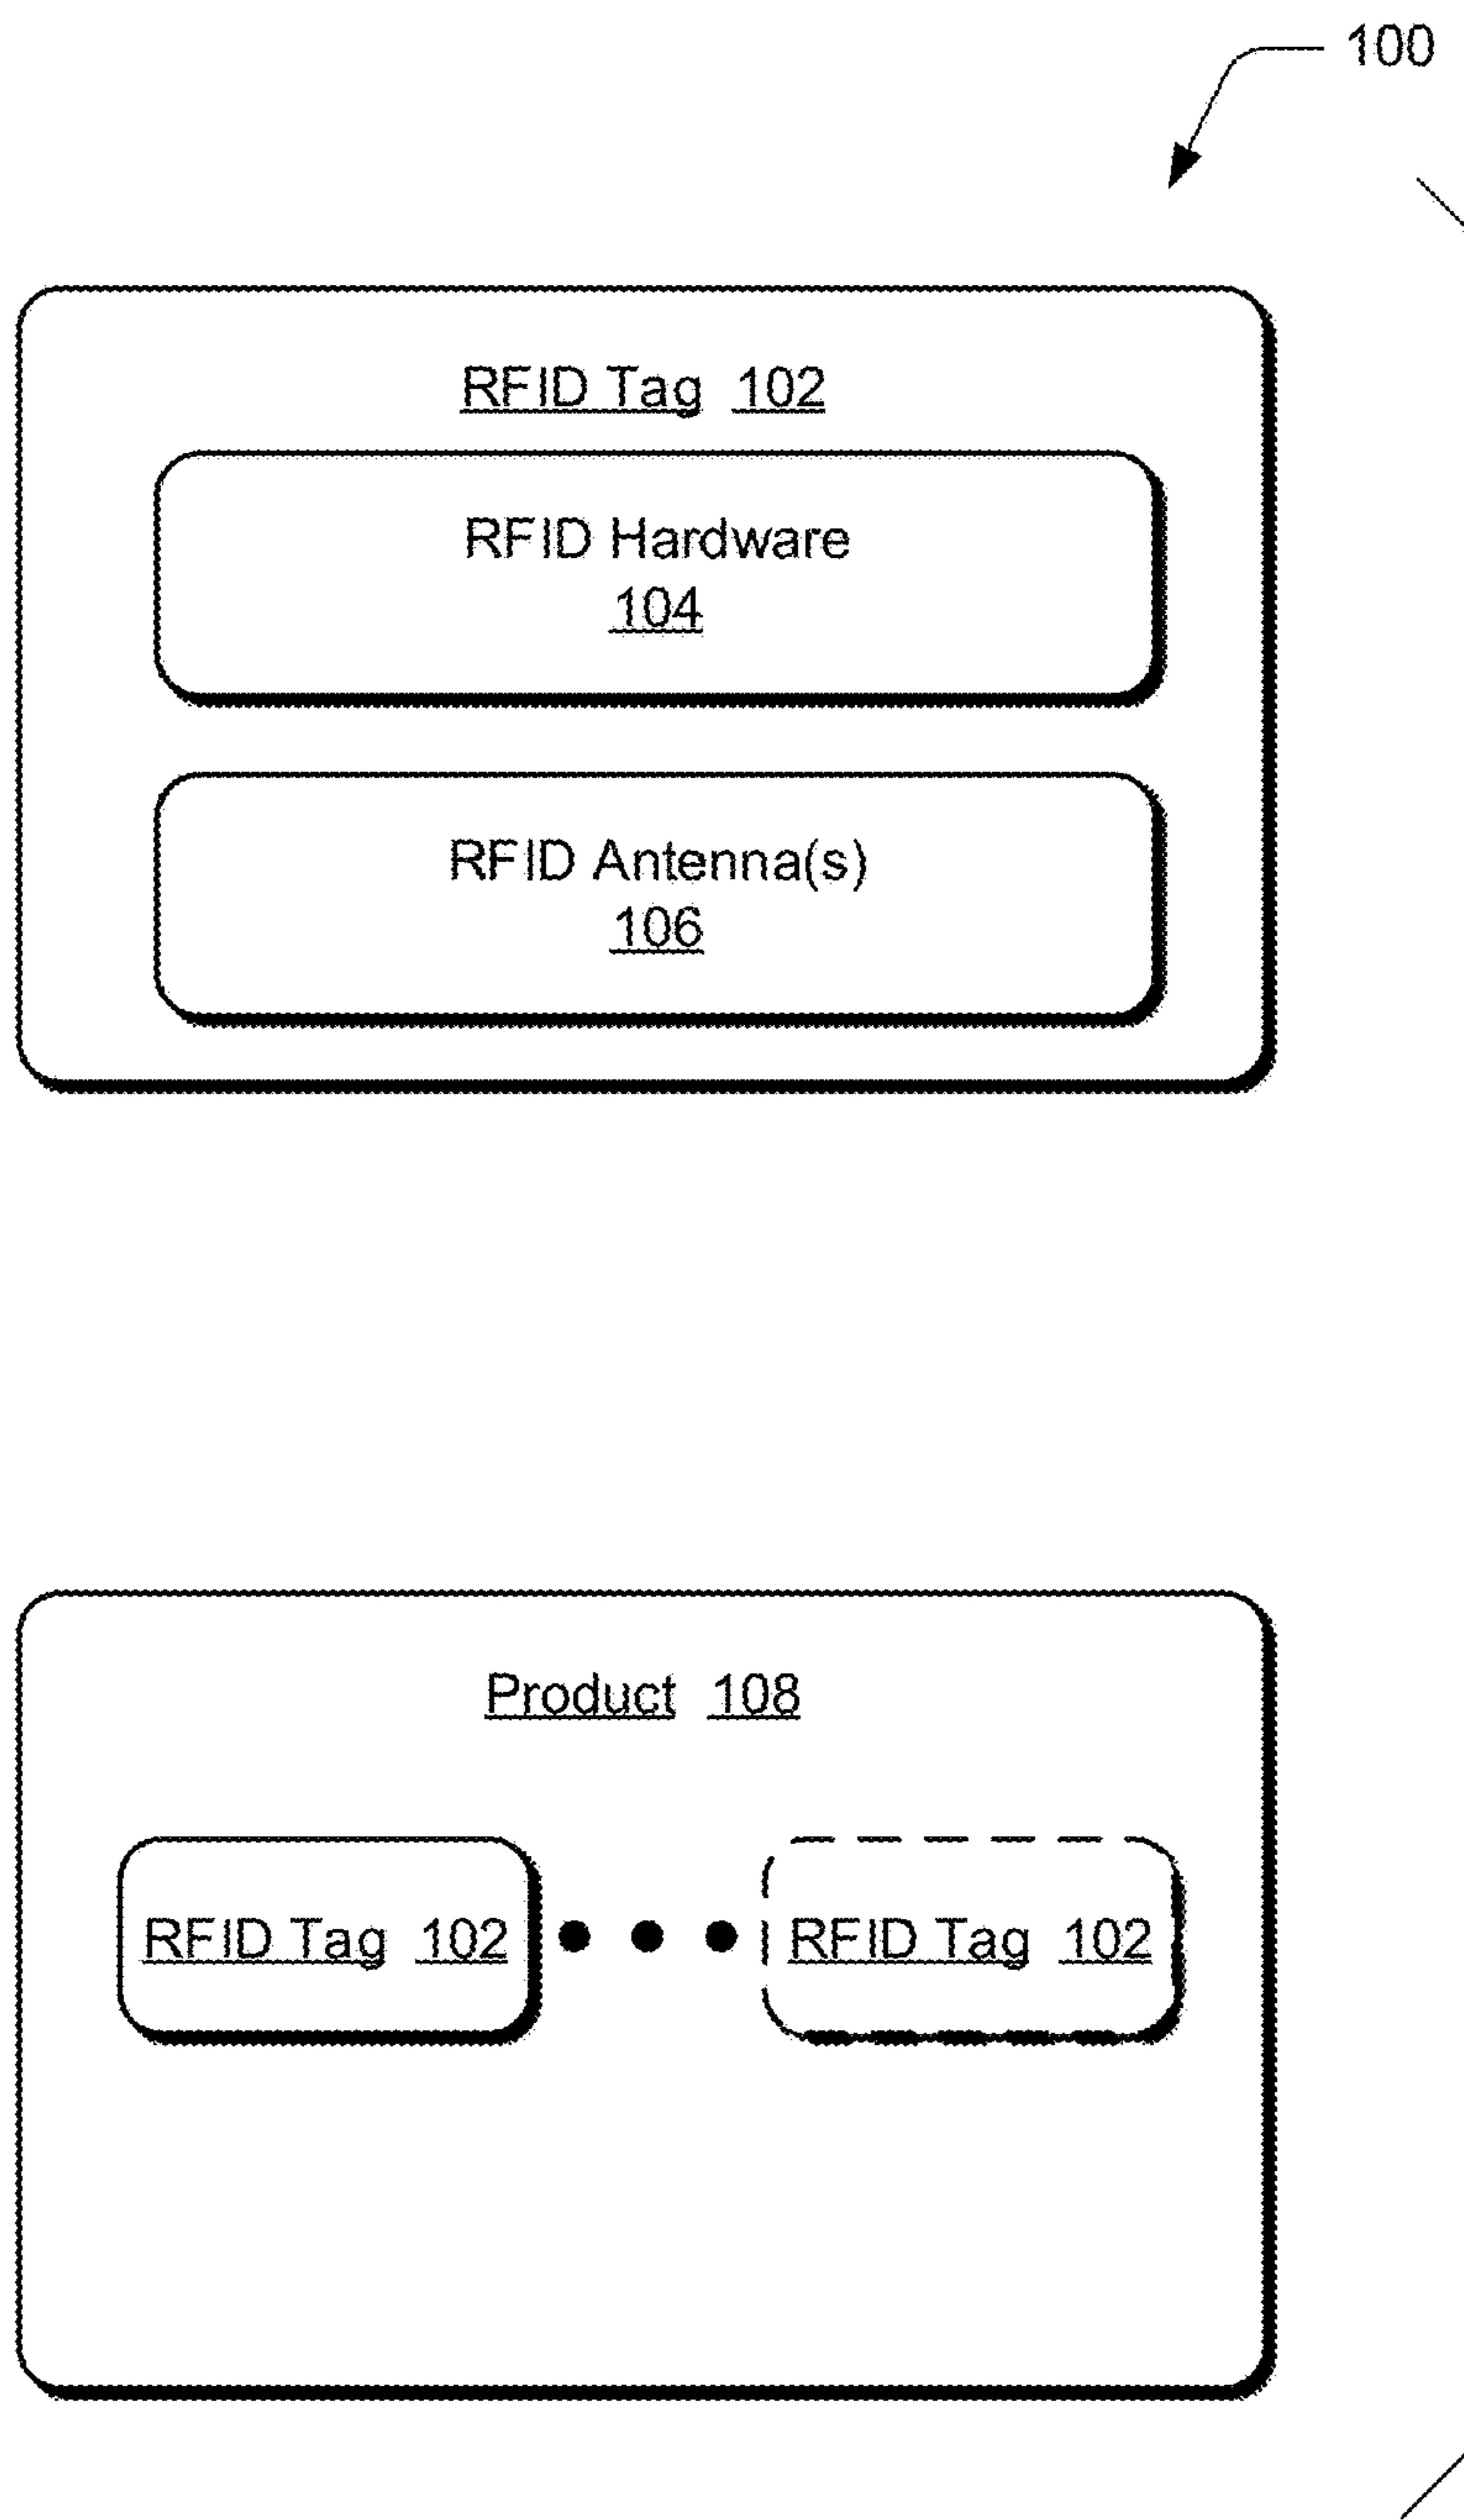 100
RFID Tag 102
RFID Hardware
104
RFID Antenna(s)
106
Product 108
RFID Tag 102 RFID Tag 102